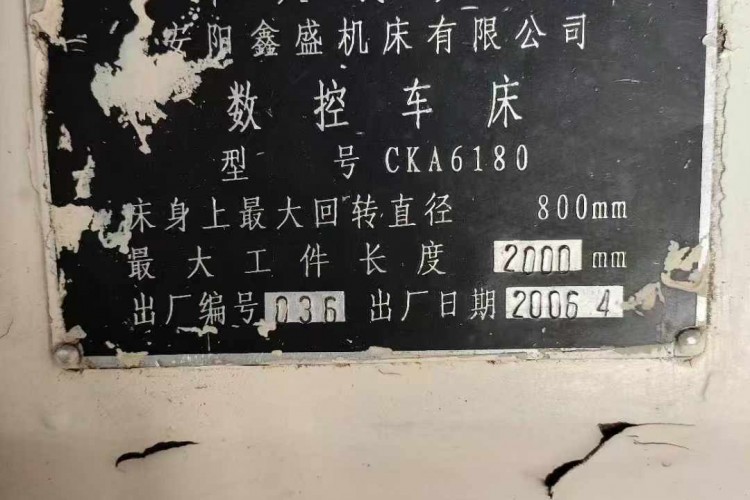 安阳鑫盛机床有限公司
数控车床
型 号 CKA6180
床身上最大回转直径 800mm
最大工件长度 2000 mm
出厂编号 036 出厂日期 2006 4